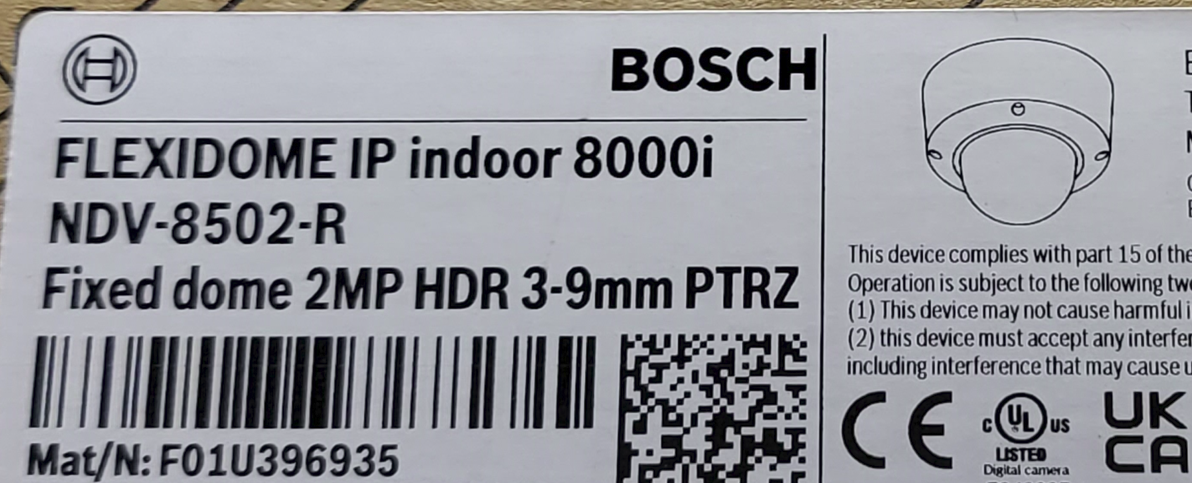 BOSCH
FLEXIDOME IP indoor 8000i
NDV-8502-R
Fixed dome 2MP HDR 3-9mm PTRZ
Mat/N: F01U396935
This device complies with part 15 of the
Operation is subject to the following
(1) This device may not cause harmful
(2) this device must accept any
including interference that may cause
CE
c UL us
LISTED
Digital camera
UK
CA